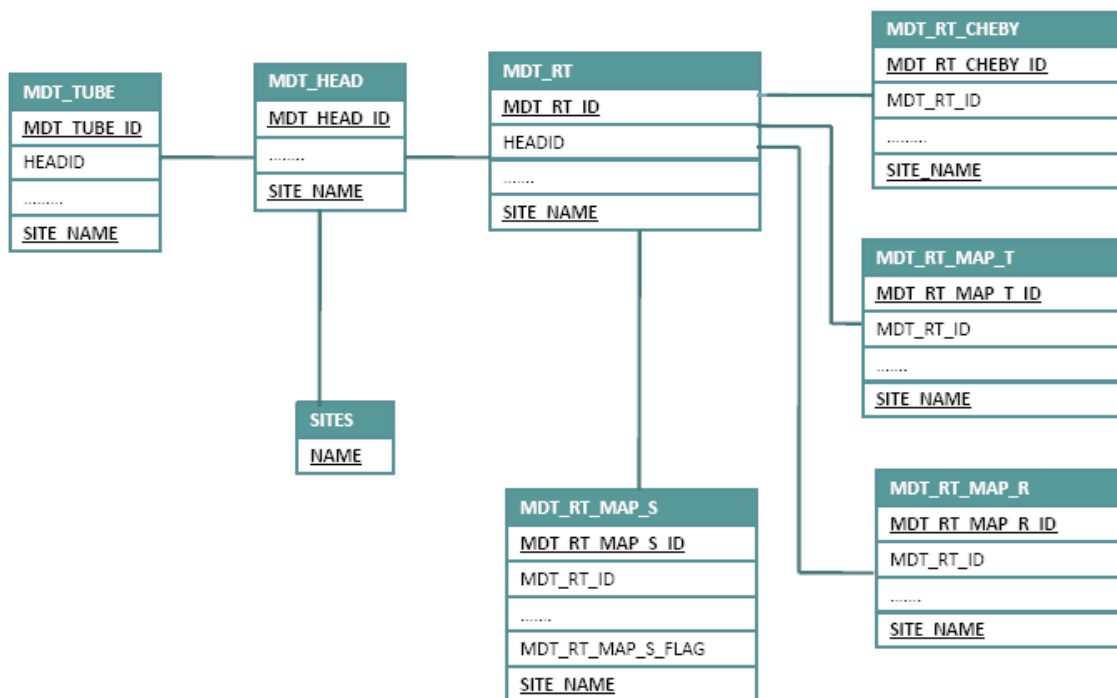 MDT_TUBE
MDT_TUBE_ID
HEADID
.........
SITE_NAME
MDT_HEAD
MDT_HEAD_ID
........
SITE_NAME
MDT_RT
MDT_RT_ID
HEADID
.......
SITE_NAME
MDT_RT_CHEBY
MDT_RT_CHEBY_ID
MDT_RT_ID
.........
SITE_NAME
MDT_RT_MAP_T
MDT_RT_MAP_T_ID
MDT_RT_ID
.......
SITE_NAME
SITES
NAME
MDT_RT_MAP_S
MDT_RT_MAP_S_ID
MDT_RT_ID
.......
MDT_RT_MAP_S_FLAG
SITE_NAME
MDT_RT_MAP_R
MDT_RT_MAP_R_ID
MDT_RT_ID
.......
SITE_NAME